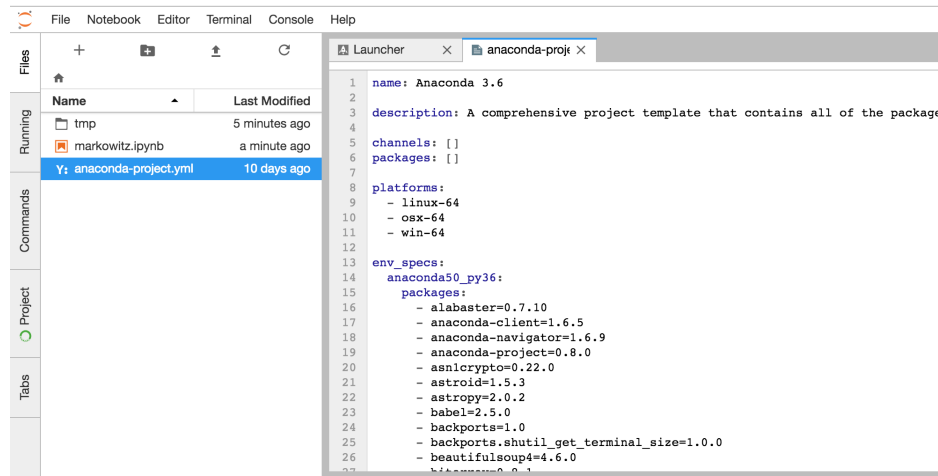 File Notebook Editor Terminal Console Help
Files
Running
Commands
Project
Tabs
Name Last Modified
tmp 5 minutes ago
markowitz.ipynb a minute ago
Y: anaconda-project.yml 10 days ago
Launcher anaconda-proje
1 name: Anaconda 3.6
2
3 description: A comprehensive project template that contains all of the package
4
5 channels: []
6 packages: []
7
8 platforms:
9 - linux-64
10 - osx-64
11 - win-64
12
13 env_specs:
14 anaconda50_py36:
15 packages:
16 - alabaster=0.7.10
17 - anaconda-client=1.6.5
18 - anaconda-navigator=1.6.9
19 - anaconda-project=0.8.0
20 - asn1crypto=0.22.0
21 - astroid=1.5.3
22 - astropy=2.0.2
23 - babel=2.5.0
24 - backports=1.0
25 - backports.shutil_get_terminal_size=1.0.0
26 - beautifulsoup4=4.6.0